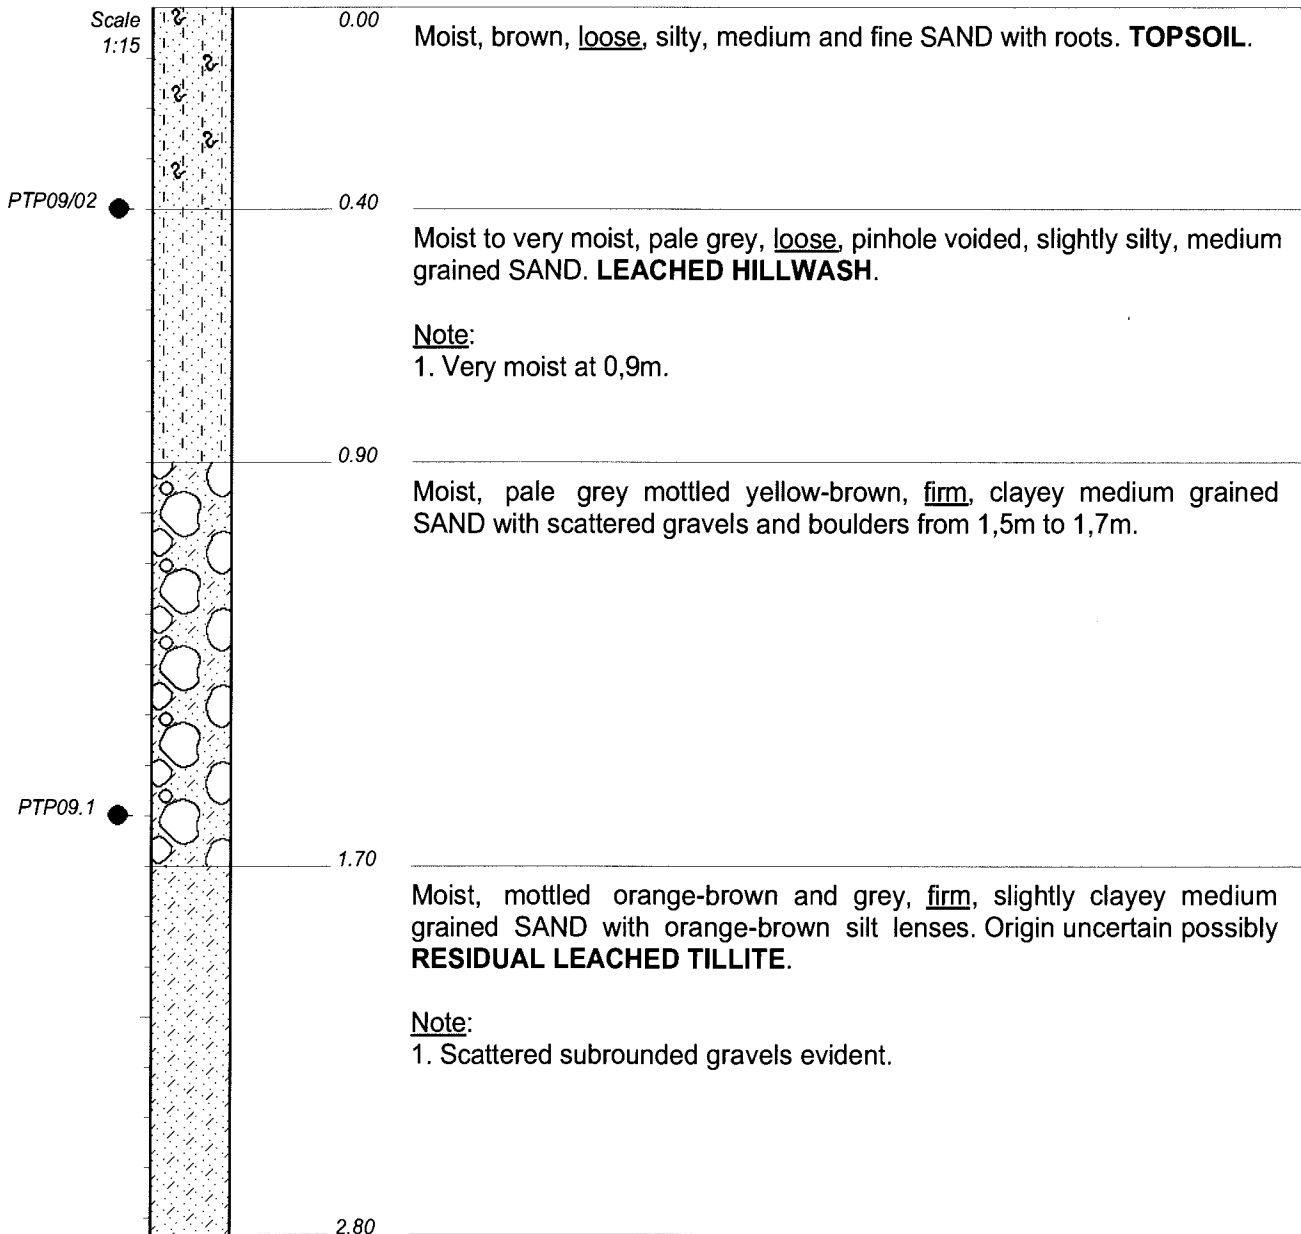 Scale
1:15
0.00
Moist, brown, loose, silty, medium and fine SAND with roots. TOPSOIL.
PTP09/02
0.40
Moist to very moist, pale grey, loose, pinhole voided, slightly silty, medium
grained SAND. LEACHED HILLWASH.
Note:
1. Very moist at 0,9m.
0.90
Moist, pale grey mottled yellow-brown, firm, clayey medium grained
SAND with scattered gravels and boulders from 1,5m to 1,7m.
PTP09.1
1.70
Moist, mottled orange-brown and grey, firm, slightly clayey medium
grained SAND with orange-brown silt lenses. Origin uncertain possibly
RESIDUAL LEACHED TILLITE.
Note:
1. Scattered subrounded gravels evident.
2.80